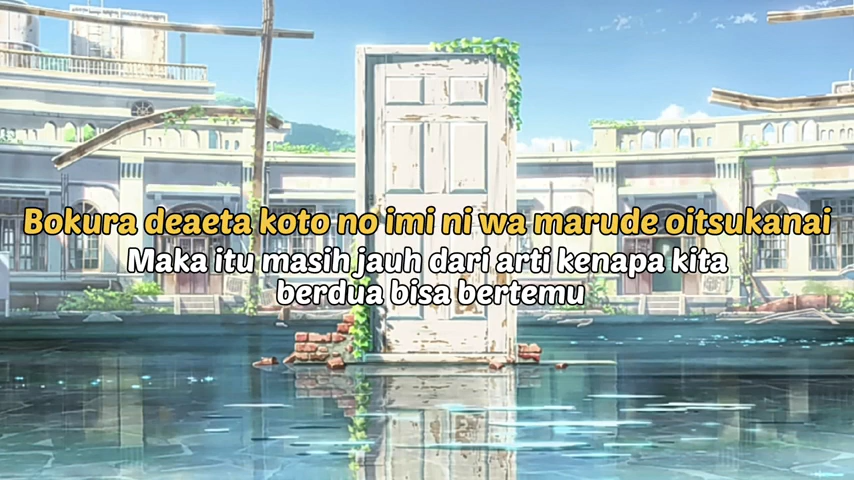 Bokura deaeta koto no imi ni wa marude oitsukanai
Maka itu masih jauh dari arti kenapa kita
berdua bisa bertemu